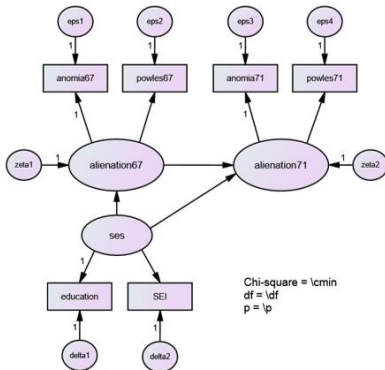 eps1
eps2
eps3
eps4
1
1
1
1
anomia67
powles67
anomia71
powles71
1
1
zeta1
1
alienation67
alienation71
1
zeta2
ses
1
education
SEI
1
1
delta1
delta2
Chi-square = \cmin
df = \df
p = \p